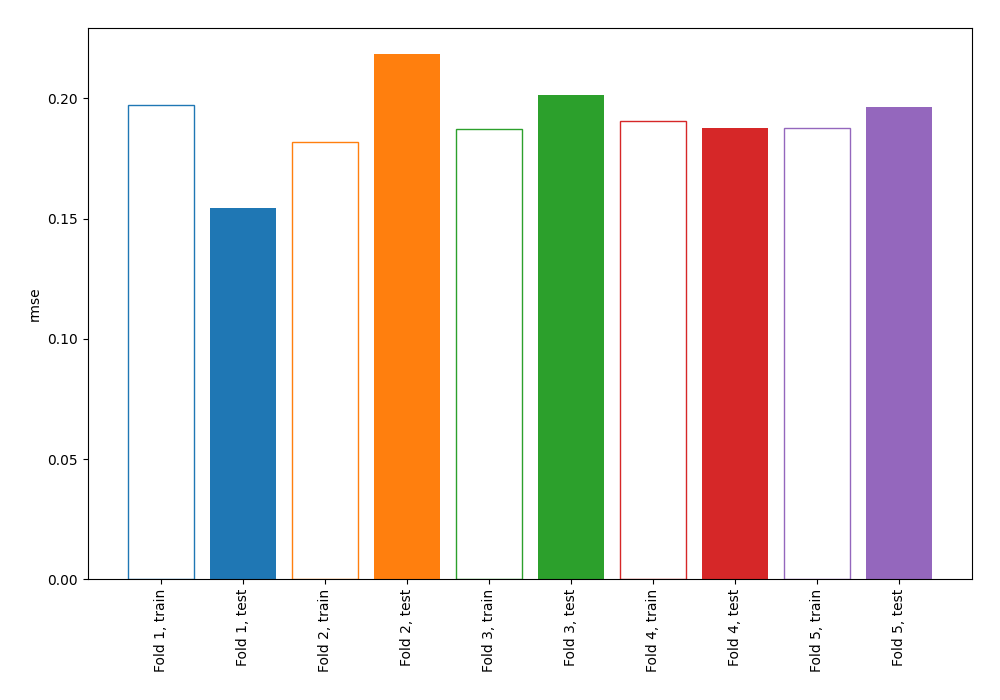 0.20
0.15
0.10
0.05
0.00
rmse
Fold 1, train
Fold 1, test
Fold 2, train
Fold 2, test
Fold 3, train
Fold 3, test
Fold 4, train
Fold 4, test
Fold 5, train
Fold 5, test